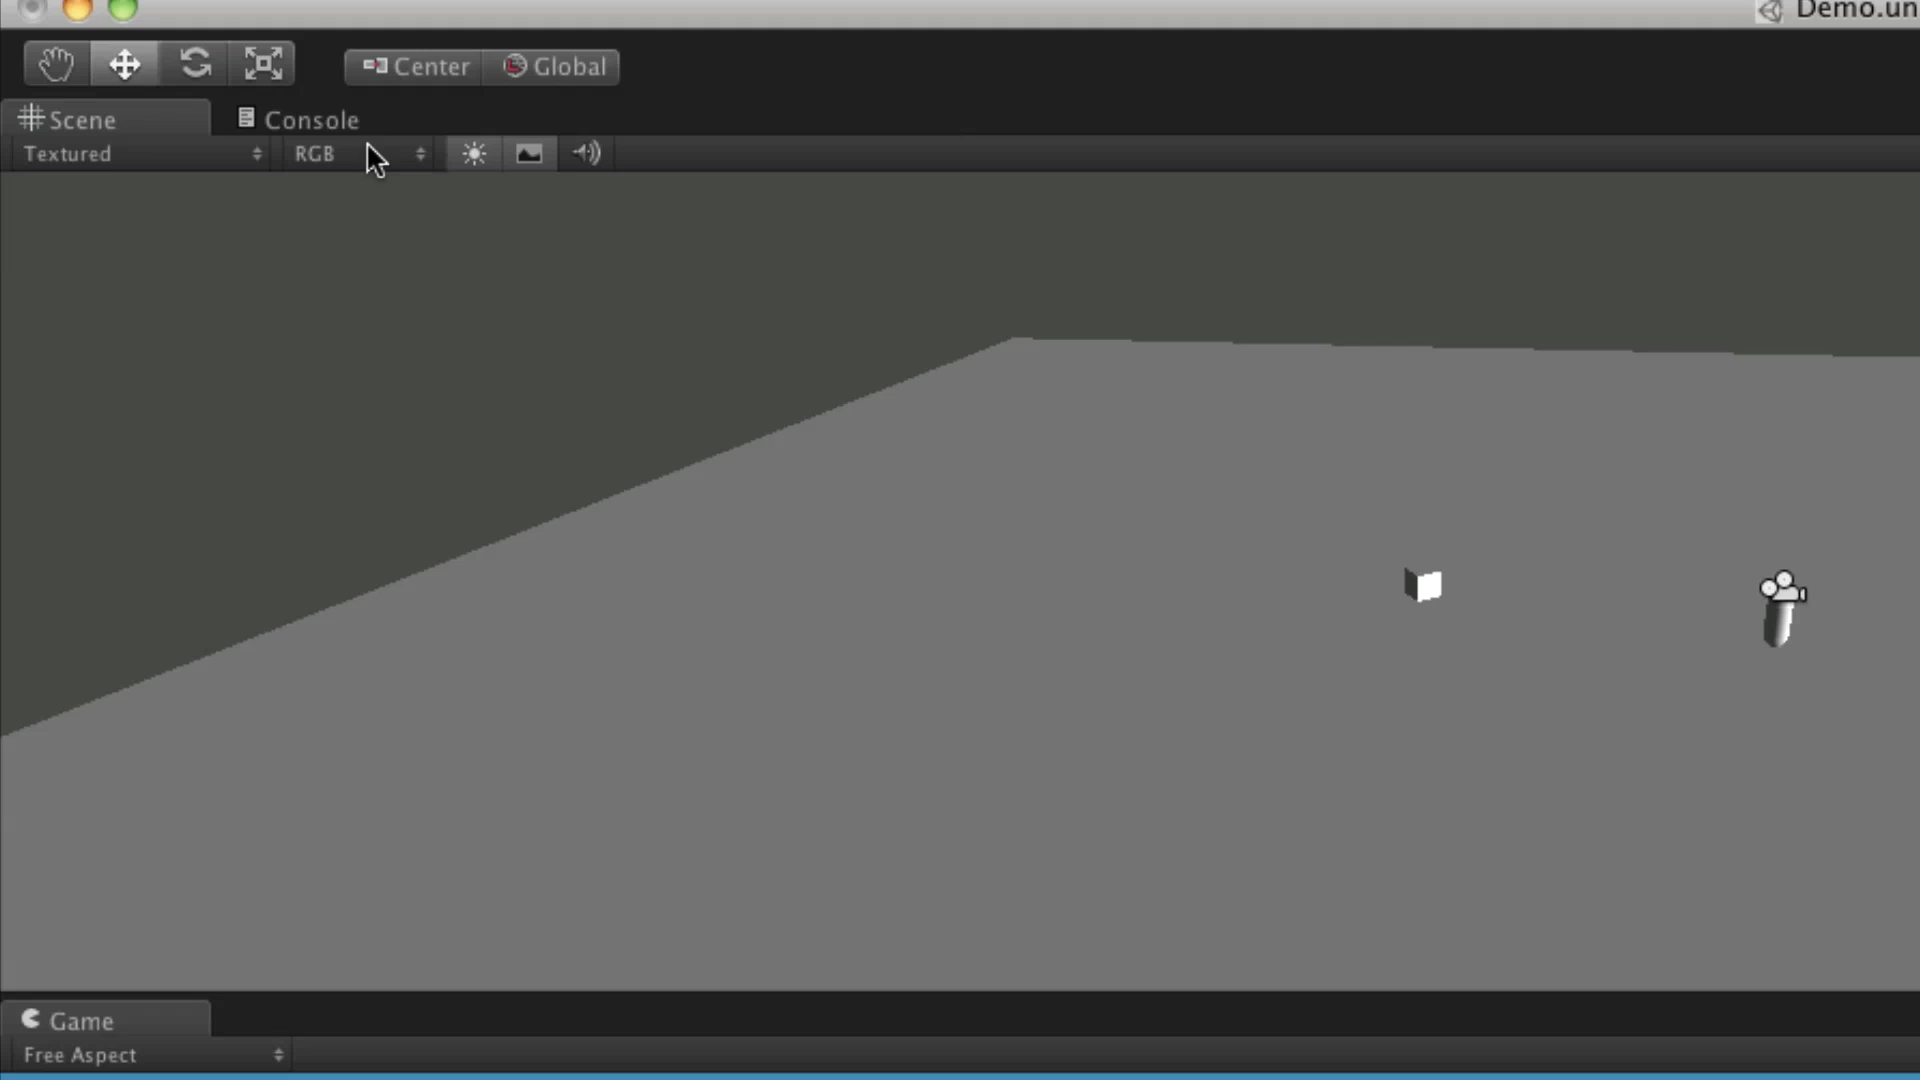 Demo.un
Center Global
Scene Console
Textured RGB
Game
Free Aspect